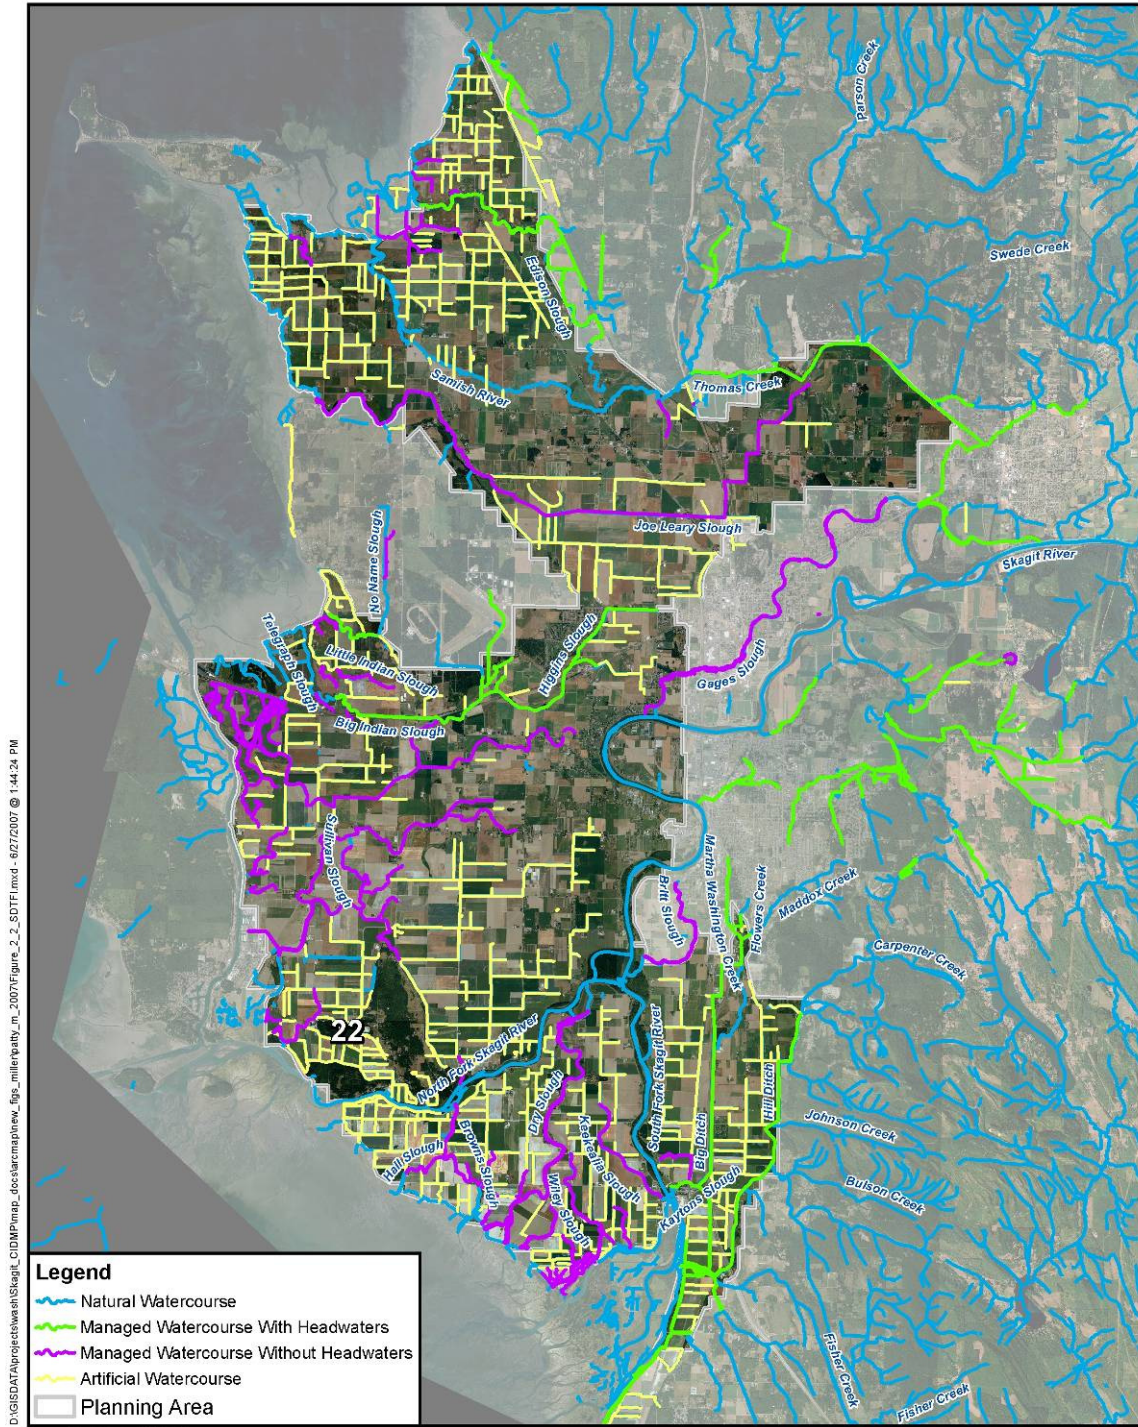 Parson Creek
Swede Creek
Edison Slough
Samish River
Thomas Creek
Joe Leary Slough
No Name Slough
Skagit River
Telegraph Slough
Little Indian Slough
Higgins Slough
Gages Slough
Big Indian Slough
Sullivan Slough
Martha Washington Creek
Britt Slough
Flowers Creek
Maddox Creek
Carpenter Creek
22
North Fork Skagit River
South Fork Skagit River
Dry Slough
Big Ditch
Hill Ditch
Johnson Creek
Hall Slough
Browns Slough
Keekealia Slough
Wiley Slough
Kaytons Slough
Bulson Creek
Fisher Creek
Fisher Creek
Legend
Natural Watercourse
Managed Watercourse With Headwaters
Managed Watercourse Without Headwaters
Artificial Watercourse
Planning Area
D:\GISDATA\projects\wash\Skagit_CIDMP\map_docs\arcmap\new_figs_miller\patty_m_2007\Figure_2_2_SDTFI.mxd - 6/27/2007 @ 1:44:24 PM